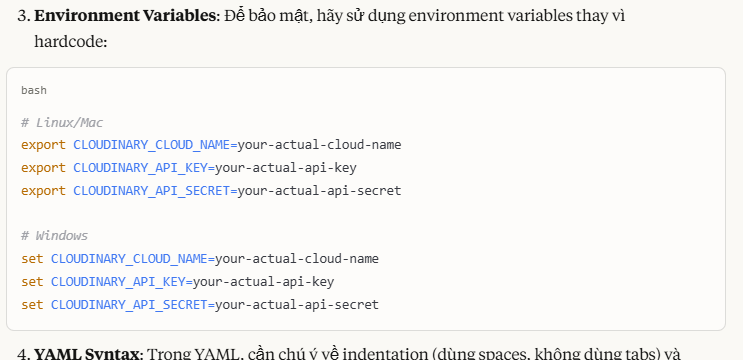 3. Environment Variables: Để bảo mật, hãy sử dụng environment variables thay vì
hardcode:
bash
# Linux/Mac
export CLOUDINARY_CLOUD_NAME=your-actual-cloud-name
export CLOUDINARY_API_KEY=your-actual-api-key
export CLOUDINARY_API_SECRET=your-actual-api-secret
# Windows
set CLOUDINARY_CLOUD_NAME=your-actual-cloud-name
set CLOUDINARY_API_KEY=your-actual-api-key
set CLOUDINARY_API_SECRET=your-actual-api-secret
4. YAML Syntax: Trong YAML, cần chú ý về indentation (dùng spaces, không dùng tabs) và